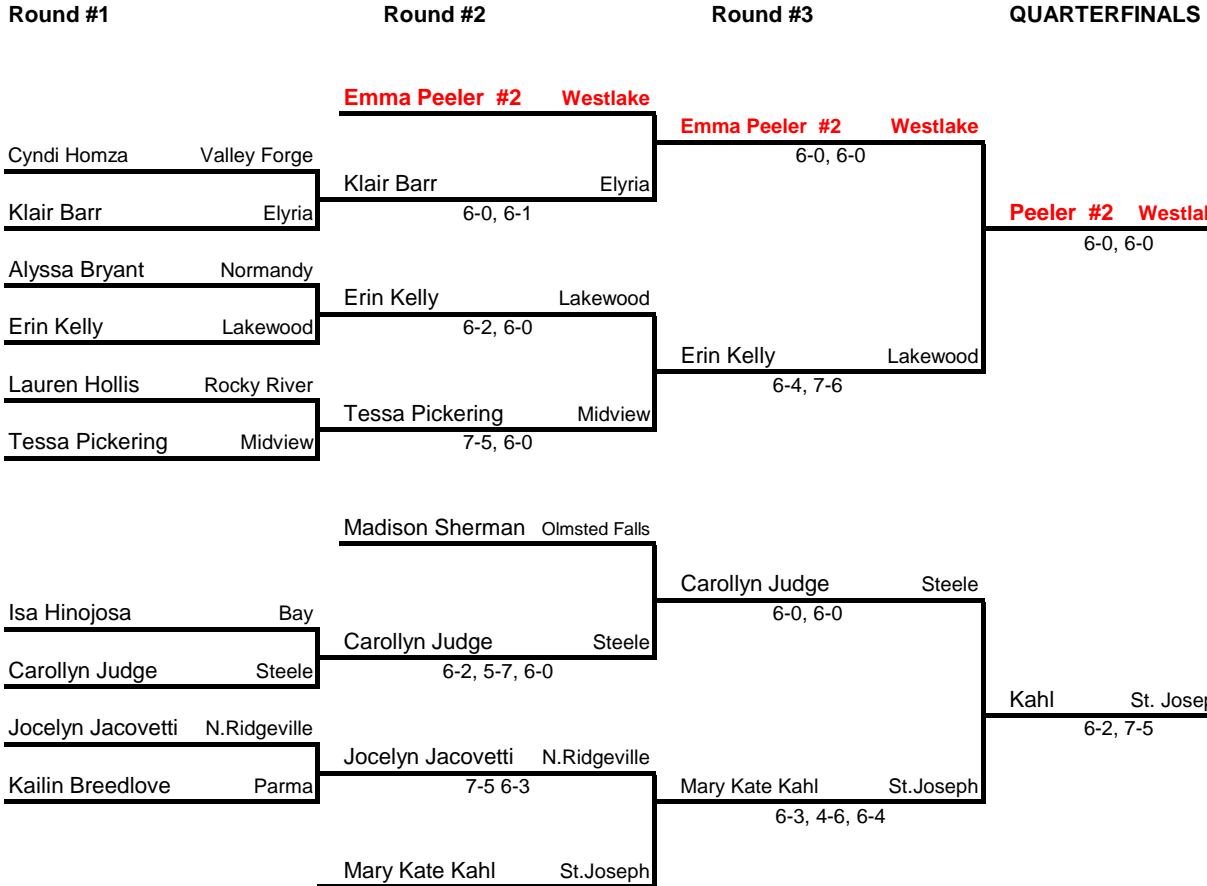 Round #1 Round #2 Round #3 QUARTERFINALS
Emma Peeler #2 Westlake
Emma Peeler #2 Westlake
Cyndi Homza Valley Forge 6-0, 6-0
Klair Barr Elyria
Klair Barr Elyria 6-0, 6-1 Peeler #2 Westlak
6-0, 6-0
Alyssa Bryant Normandy
Erin Kelly Lakewood
Erin Kelly Lakewood 6-2, 6-0
Erin Kelly Lakewood
Lauren Hollis Rocky River 6-4, 7-6
Tessa Pickering Midview
Tessa Pickering Midview 7-5, 6-0
Madison Sherman Olmsted Falls
Carollyn Judge Steele
Isa Hinojosa Bay 6-0, 6-0
Carollyn Judge Steele
Carollyn Judge Steele 6-2, 5-7, 6-0
Kahl St. Josep
Jocelyn Jacovetti N.Ridgeville 6-2, 7-5
Jocelyn Jacovetti N.Ridgeville
Kailin Breedlove Parma 7-5 6-3 Mary Kate Kahl St.Joseph
6-3, 4-6, 6-4
Mary Kate Kahl St.Joseph